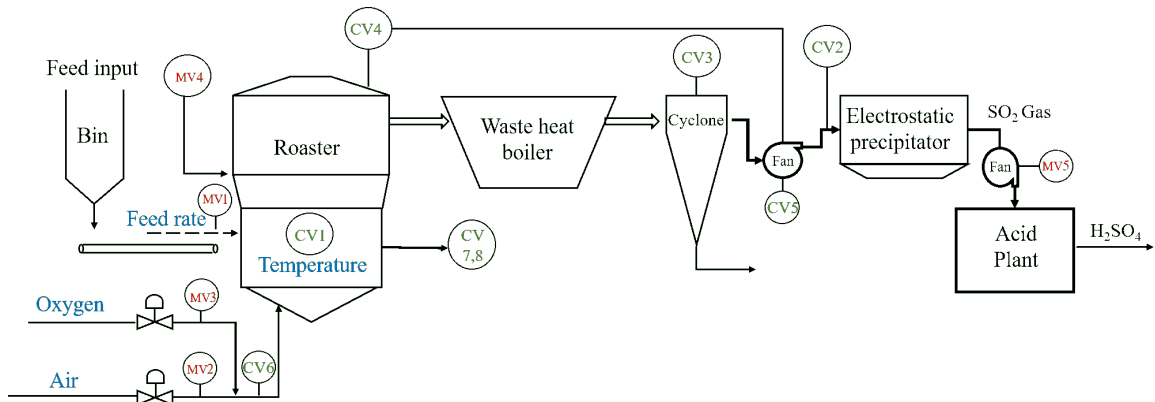 CV4
CV2
CV3
Feed input
MV4
Bin
Roaster
Waste heat
boiler
Cyclone
Fan
Electrostatic
precipitator
SO₂ Gas
Fan
MV5
MV1
Feed rate
CV5
CV1
Temperature
CV
7,8
Acid
Plant
H₂SO₄
Oxygen
MV3
Air
MV2
CV6